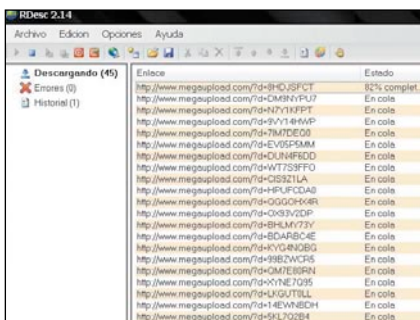 RDesc 2.14
Archivo Edicion Opciones Ayuda
Descargando (45)
Errores (0)
Historial (1)
Enlace Estado
http://www.megaupload.com/?d=8HDJSFCT 82% complet.
http://www.megaupload.com/?d=DM9NYPU7 En cola
http://www.megaupload.com/?d=N7Y1KFPT En cola
http://www.megaupload.com/?d=9VY14HWP En cola
http://www.megaupload.com/?d=7IM7DEG0 En cola
http://www.megaupload.com/?d=EV05P5MM En cola
http://www.megaupload.com/?d=DUN4F6DD En cola
http://www.megaupload.com/?d=WT7S9FFO En cola
http://www.megaupload.com/?d=CIS9Z1LA En cola
http://www.megaupload.com/?d=HPUFCDA8 En cola
http://www.megaupload.com/?d=OGGOHX4R En cola
http://www.megaupload.com/?d=OX93V2DP En cola
http://www.megaupload.com/?d=BHLMY73Y En cola
http://www.megaupload.com/?d=BDARBC4E En cola
http://www.megaupload.com/?d=KYG4NOBG En cola
http://www.megaupload.com/?d=99BZWCR5 En cola
http://www.megaupload.com/?d=OM7E80RN En cola
http://www.megaupload.com/?d=XYNE7Q95 En cola
http://www.megaupload.com/?d=LKGUT0LL En cola
http://www.megaupload.com/?d=14EWNBDH En cola
http://www.megaupload.com/?d=5KL7O2B4 En cola